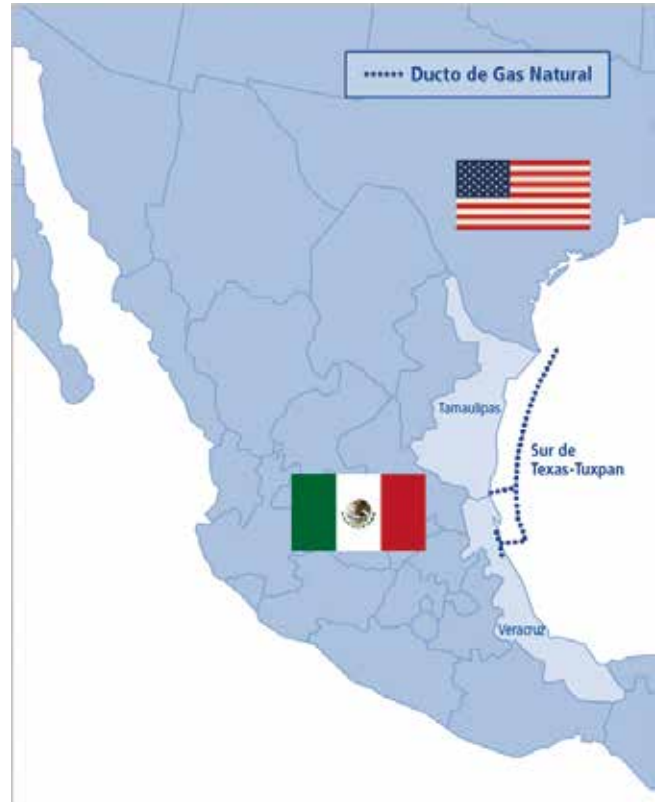 Ducto de Gas Natural
Tamaulipas
Sur de
Texas-Tuxpan
Veracruz